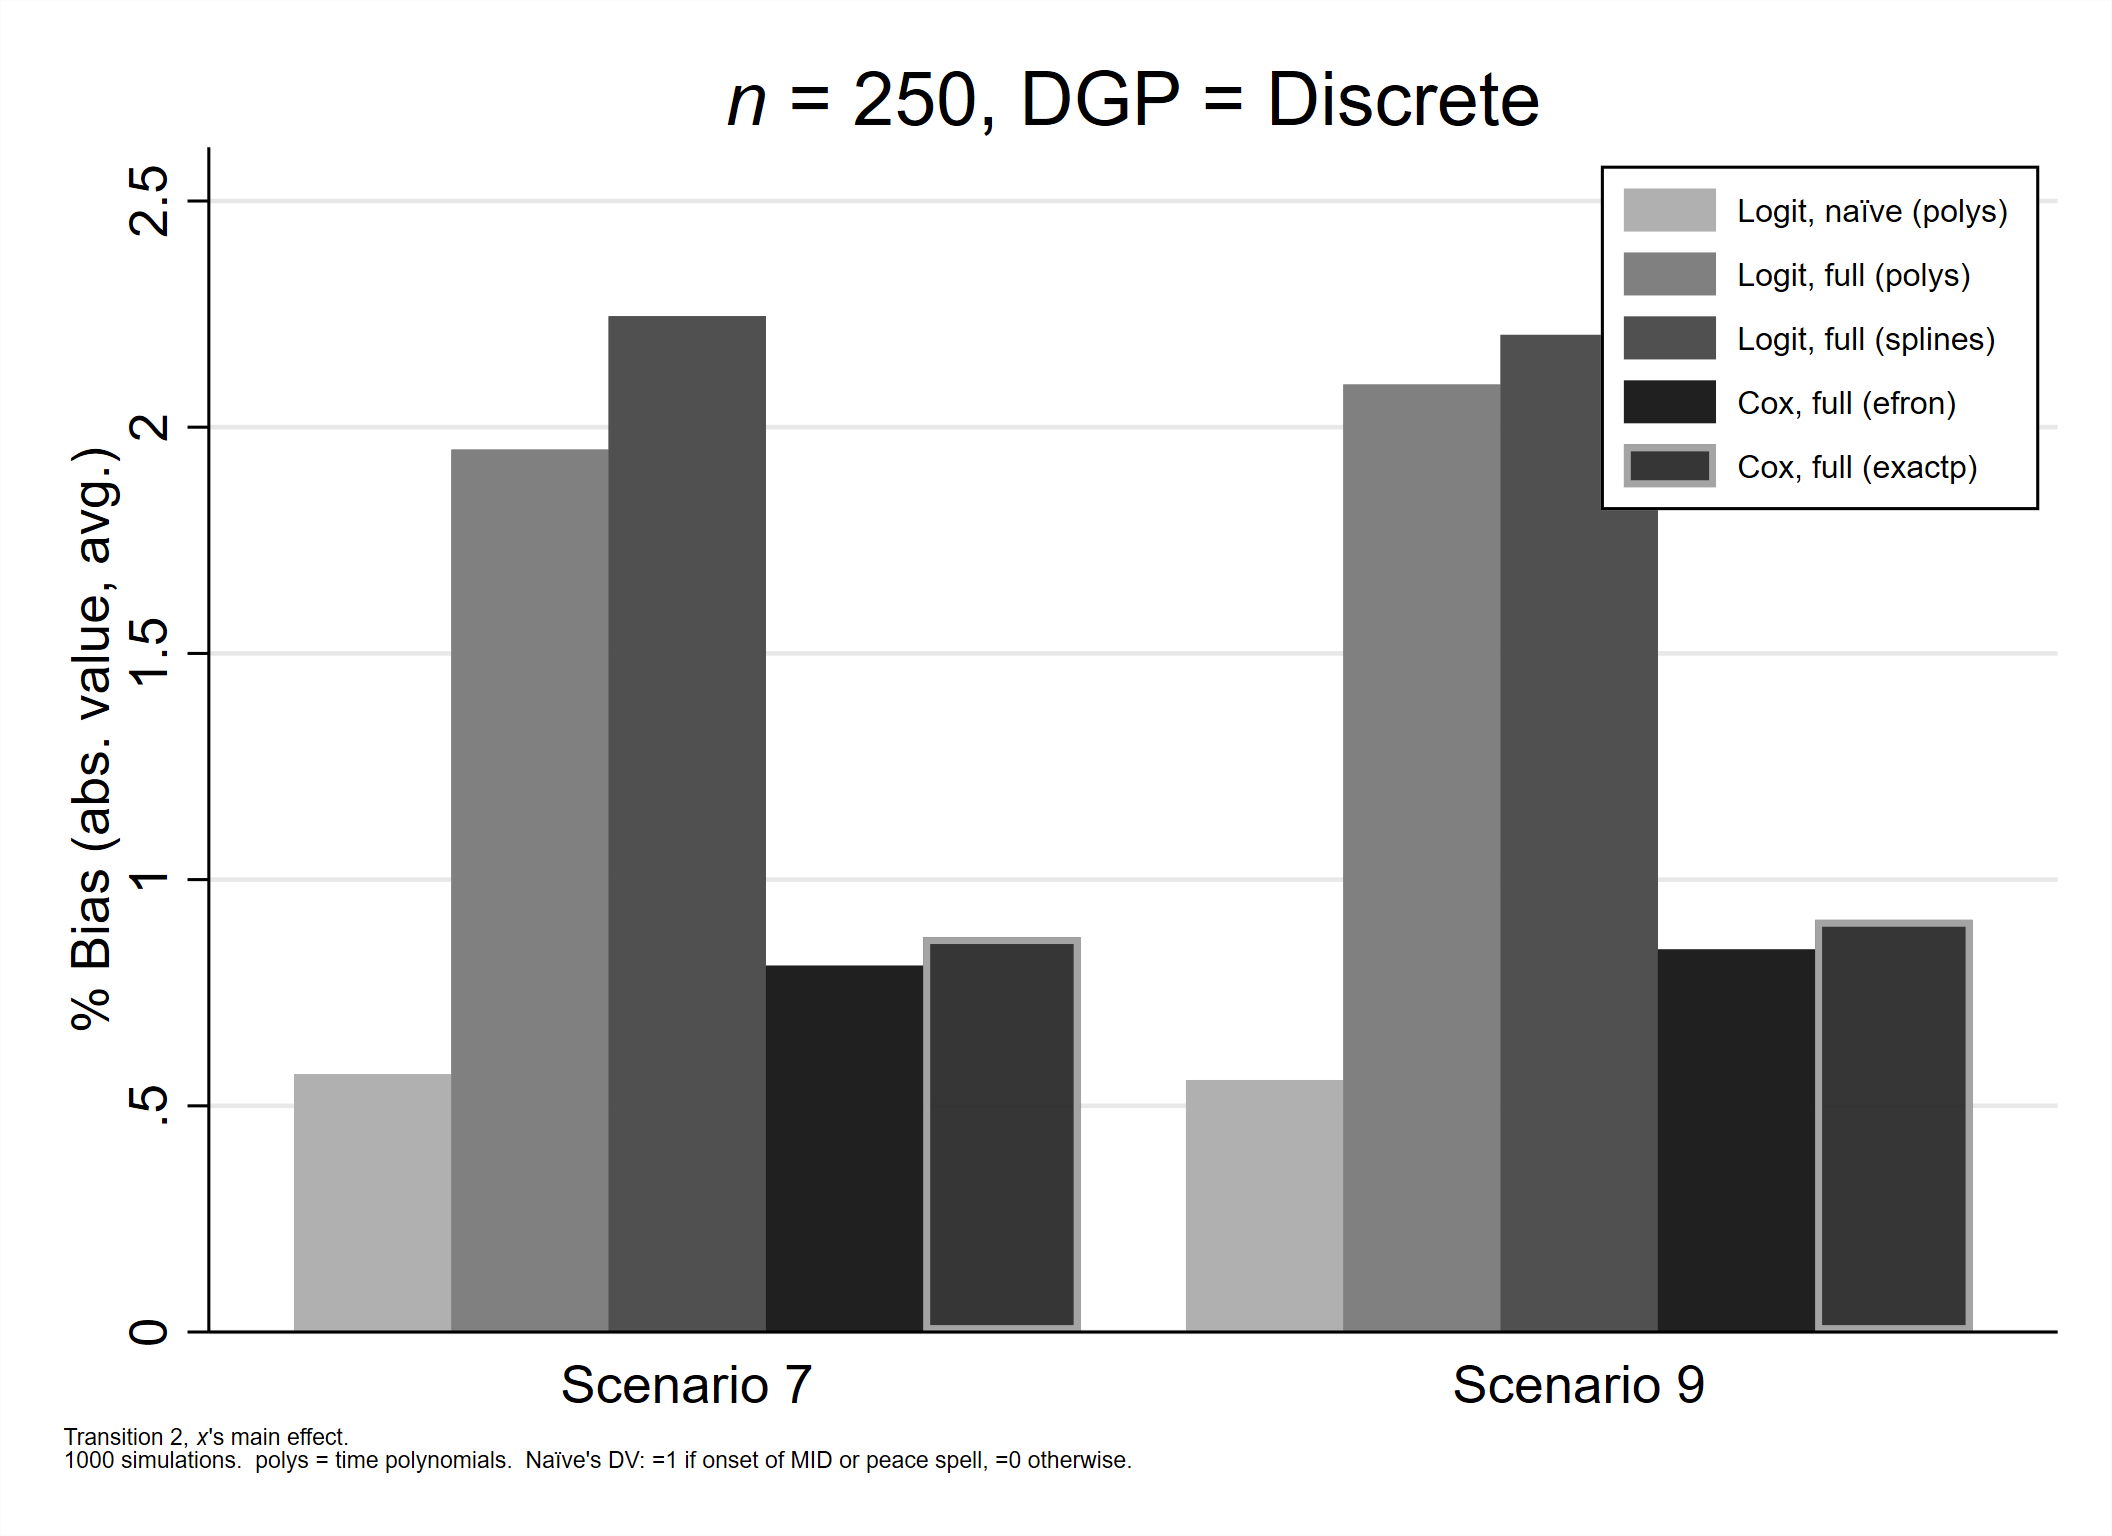 n = 250, DGP = Discrete
% Bias (abs. value, avg.)
2.5
2
1.5
1
.5
0
Logit, naïve (polys)
Logit, full (polys)
Logit, full (splines)
Cox, full (efron)
Cox, full (exactp)
Scenario 7
Scenario 9
Transition 2, x's main effect.
1000 simulations.  polys = time polynomials.  Naïve's DV: =1 if onset of MID or peace spell, =0 otherwise.